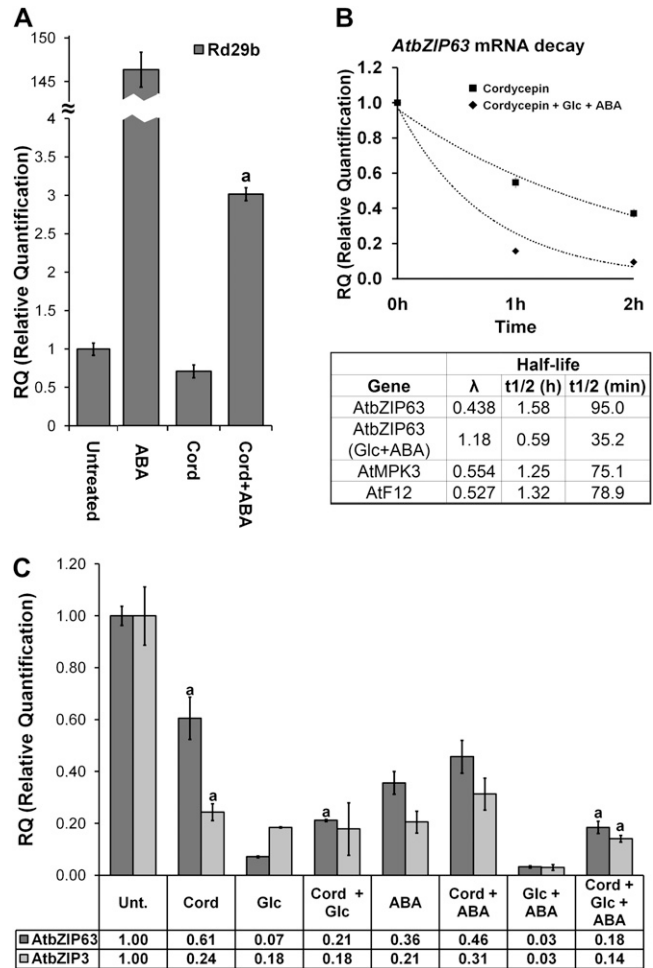 A
Rd29b
RQ (Relative Quantification)
150
145
≈
4
3.5
3
2.5
2
1.5
1
0.5
0
a
Untreated
ABA
Cord
Cord+ABA
B
AtbZIP63 mRNA decay
RQ (Relative Quantification)
1.2
1.0
0.8
0.6
0.4
0.2
0.0
Cordycepin
Cordycepin + Glc + ABA
0h 1h 2h
Time
Half-life
Gene λ t1/2 (h) t1/2 (min)
AtbZIP63 0.438 1.58 95.0
AtbZIP63
(Glc+ABA) 1.18 0.59 35.2
AtMPK3 0.554 1.25 75.1
AtF12 0.527 1.32 78.9
C
RQ (Relative Quantification)
1.20
1.00
0.80
0.60
0.40
0.20
0.00
a
a
a
a a
Unt. Cord Glc Cord + Glc ABA Cord + ABA Glc + ABA Cord + Glc + ABA
AtbZIP63 1.00 0.61 0.07 0.21 0.36 0.46 0.03 0.18
AtbZIP3 1.00 0.24 0.18 0.18 0.21 0.31 0.03 0.14